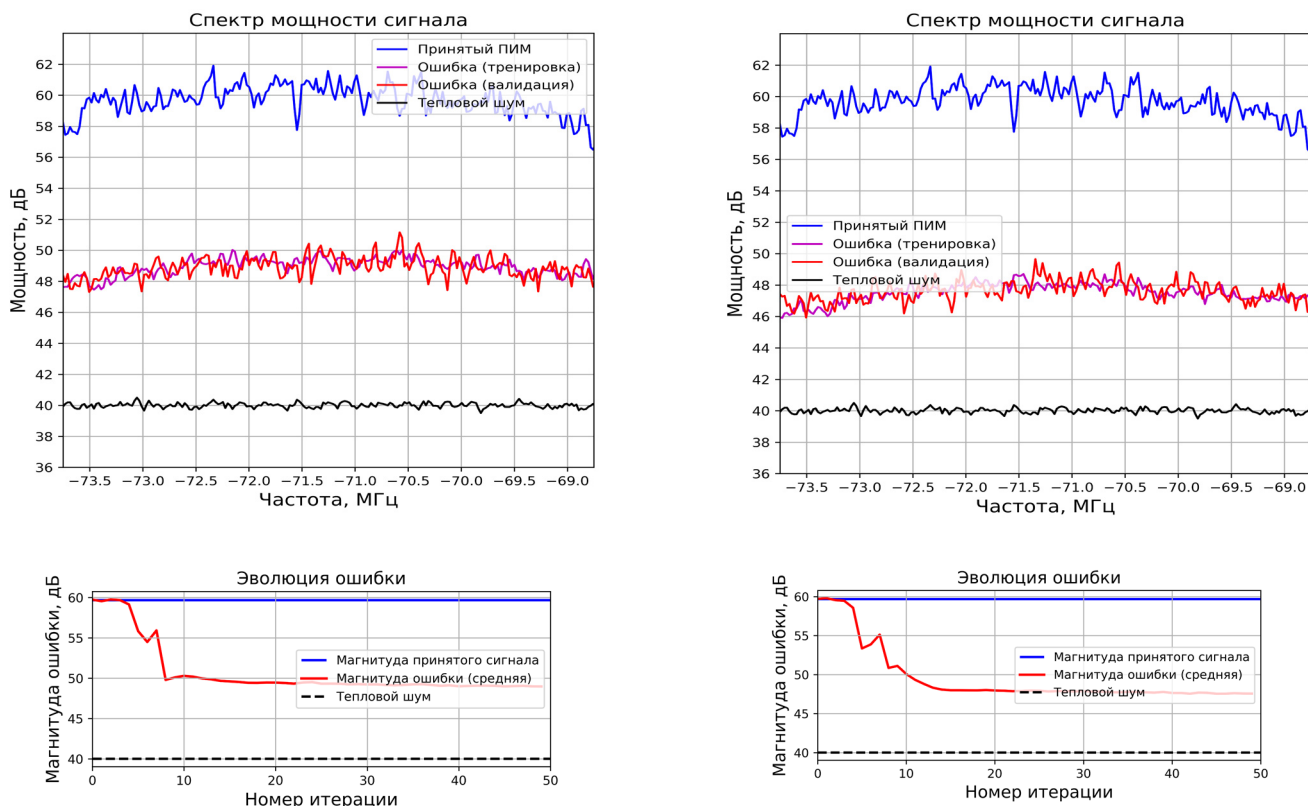 Спектр мощности сигнала
Принятый ПИМ
Ошибка (тренировка)
Ошибка (валидация)
Тепловой шум
Мощность, дБ
62
60
58
56
54
52
50
48
46
44
42
40
38
36
−73.5 −73.0 −72.5 −72.0 −71.5 −71.0 −70.5 −70.0 −69.5 −69.0
Частота, МГц
Спектр мощности сигнала
Принятый ПИМ
Ошибка (тренировка)
Ошибка (валидация)
Тепловой шум
Мощность, дБ
62
60
58
56
54
52
50
48
46
44
42
40
38
36
−73.5 −73.0 −72.5 −72.0 −71.5 −71.0 −70.5 −70.0 −69.5 −69.0
Частота, МГц
Эволюция ошибки
Магнитуда ошибки, дБ
60
55
50
45
40
Магнитуда принятого сигнала
Магнитуда ошибки (средняя)
Тепловой шум
0 10 20 30 40 50
Номер итерации
Эволюция ошибки
Магнитуда ошибки, дБ
60
55
50
45
40
Магнитуда принятого сигнала
Магнитуда ошибки (средняя)
Тепловой шум
0 10 20 30 40 50
Номер итерации